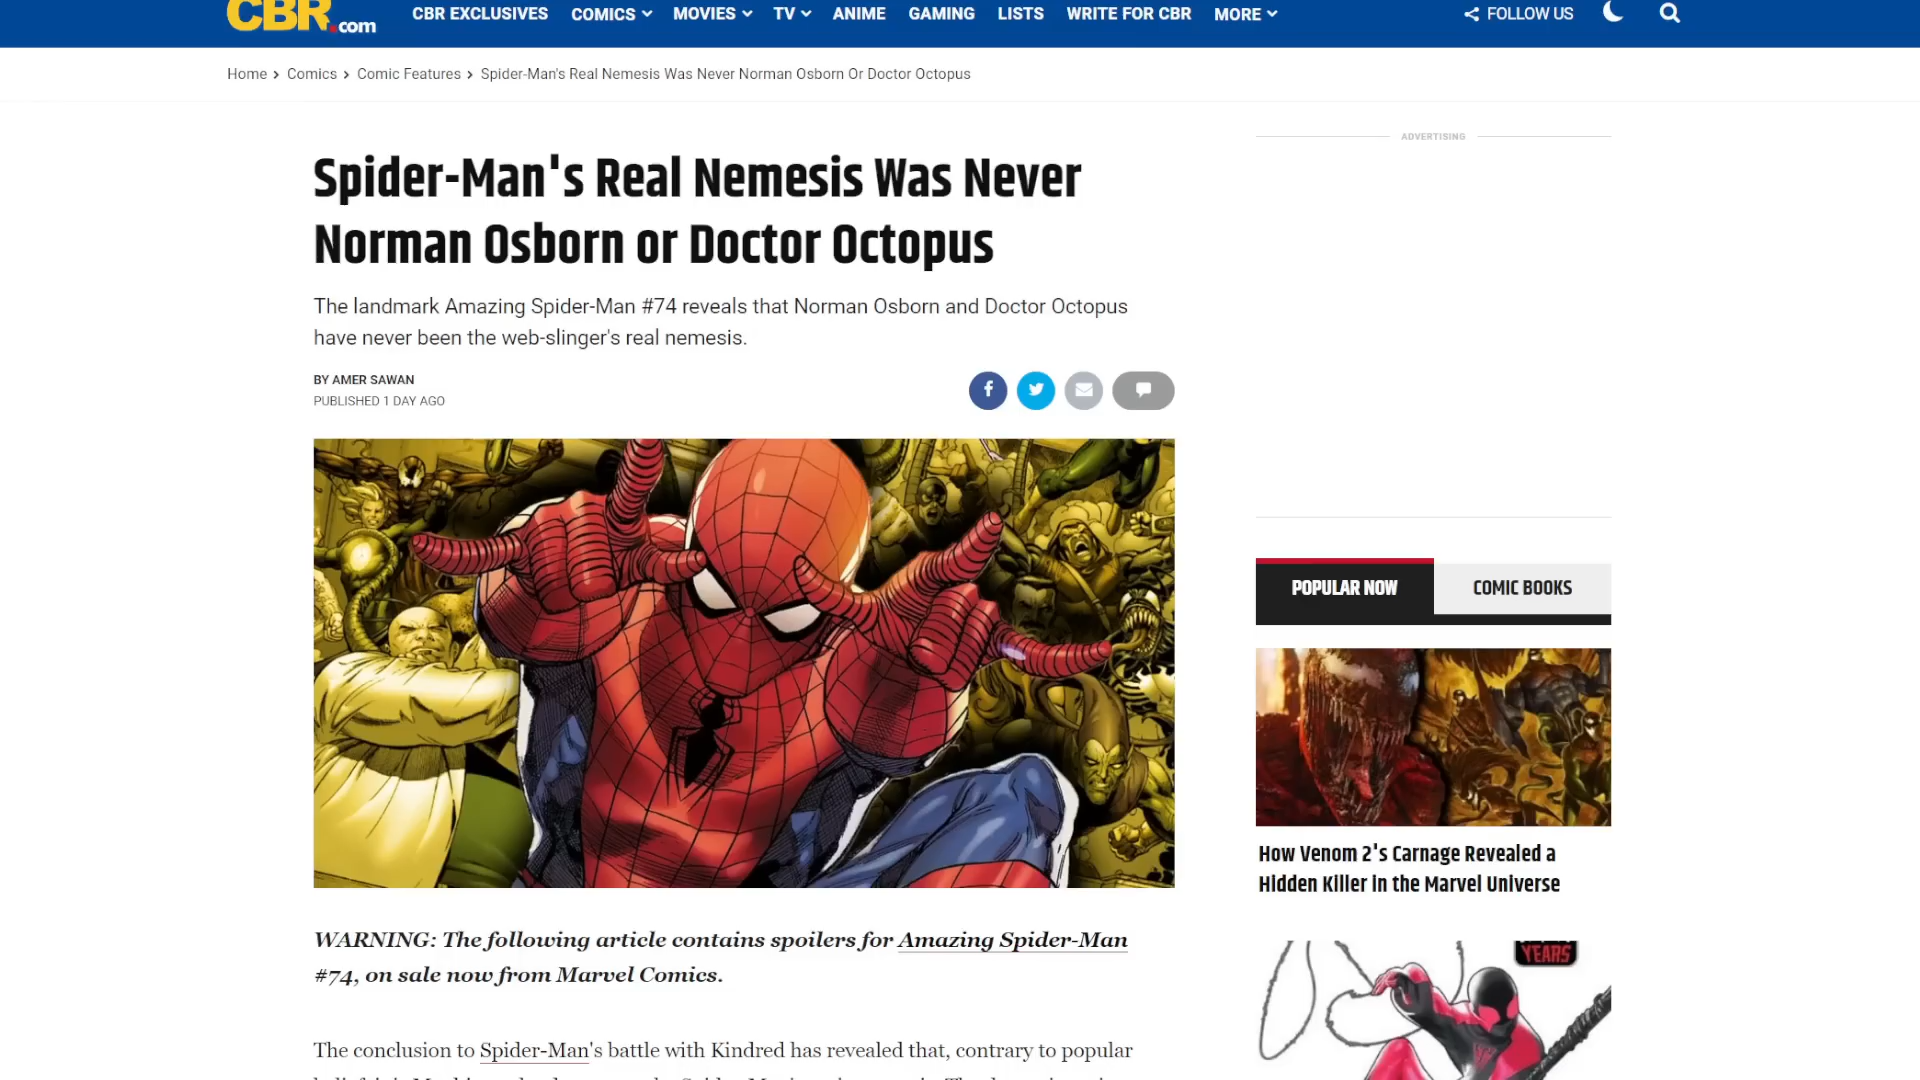 CBR.com
CBR EXCLUSIVES COMICS MOVIES TV ANIME GAMING LISTS WRITE FOR CBR MORE FOLLOW US
Home > Comics > Comic Features > Spider-Man's Real Nemesis Was Never Norman Osborn Or Doctor Octopus
Spider-Man's Real Nemesis Was Never
Norman Osborn or Doctor Octopus
The landmark Amazing Spider-Man #74 reveals that Norman Osborn and Doctor Octopus
have never been the web-slinger's real nemesis.
BY AMER SAWAN
PUBLISHED 1 DAY AGO
WARNING: The following article contains spoilers for Amazing Spider-Man
#74, on sale now from Marvel Comics.
The conclusion to Spider-Man's battle with Kindred has revealed that, contrary to popular
ADVERTISING
POPULAR NOW COMIC BOOKS
How Venom 2's Carnage Revealed a
Hidden Killer in the Marvel Universe
YEARS